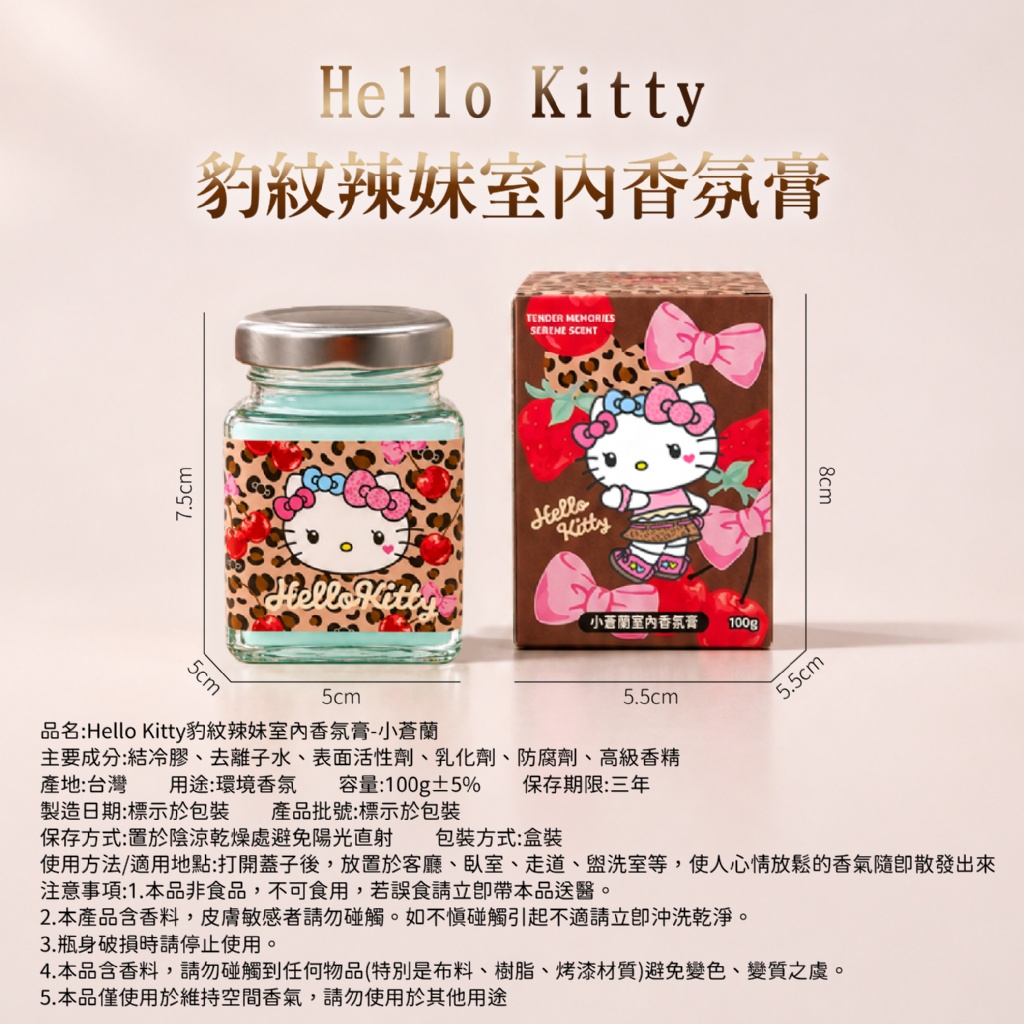 Hello Kitty
豹紋辣妹室內香氛膏
TENDER MEMORIES
SERENE SCENT
Hello
Kitty
小蒼蘭室內香氛膏
100g
HelloKitty
7.5cm
8cm
5cm
5cm
5.5cm
5.5cm
品名:Hello Kitty豹紋辣妹室內香氛膏-小蒼蘭
主要成分:結冷膠、去離子水、表面活性劑、乳化劑、防腐劑、高級香精
產地:台灣 用途:環境香氛 容量:100g±5% 保存期限:三年
製造日期:標示於包裝 產品批號:標示於包裝
保存方式:置於陰涼乾燥處避免陽光直射 包裝方式:盒裝
使用方法/適用地點:打開蓋子後，放置於客廳、臥室、走道、盥洗室等，使人心情放鬆的香氣隨即散發出來
注意事項:1.本品非食品，不可食用，若誤食請立即帶本品送醫。
2.本產品含香料，皮膚敏感者請勿碰觸。如不慎碰觸引起不適請立即沖洗乾淨。
3.瓶身破損時請停止使用。
4.本品含香料，請勿碰觸到任何物品(特別是布料、樹脂、烤漆材質)避免變色、變質之虞。
5.本品僅使用於維持空間香氣，請勿使用於其他用途